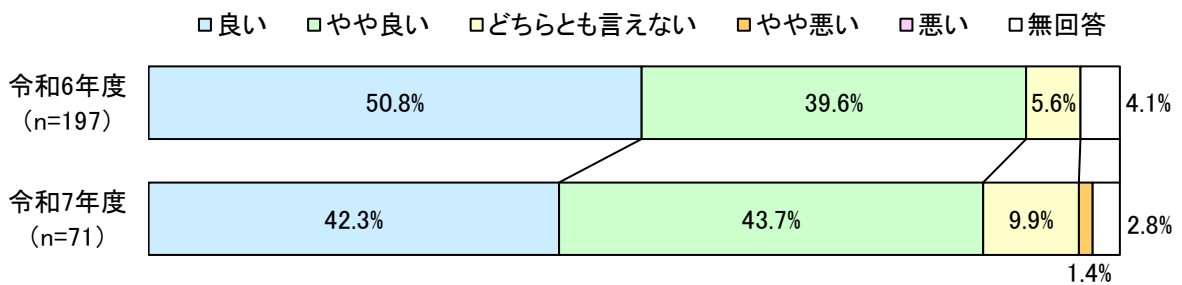 良い やや良い どちらとも言えない やや悪い 悪い 無回答
令和6年度
(n=197)
50.8% 39.6% 5.6% 4.1%
令和7年度
(n=71)
42.3% 43.7% 9.9% 2.8%
1.4%